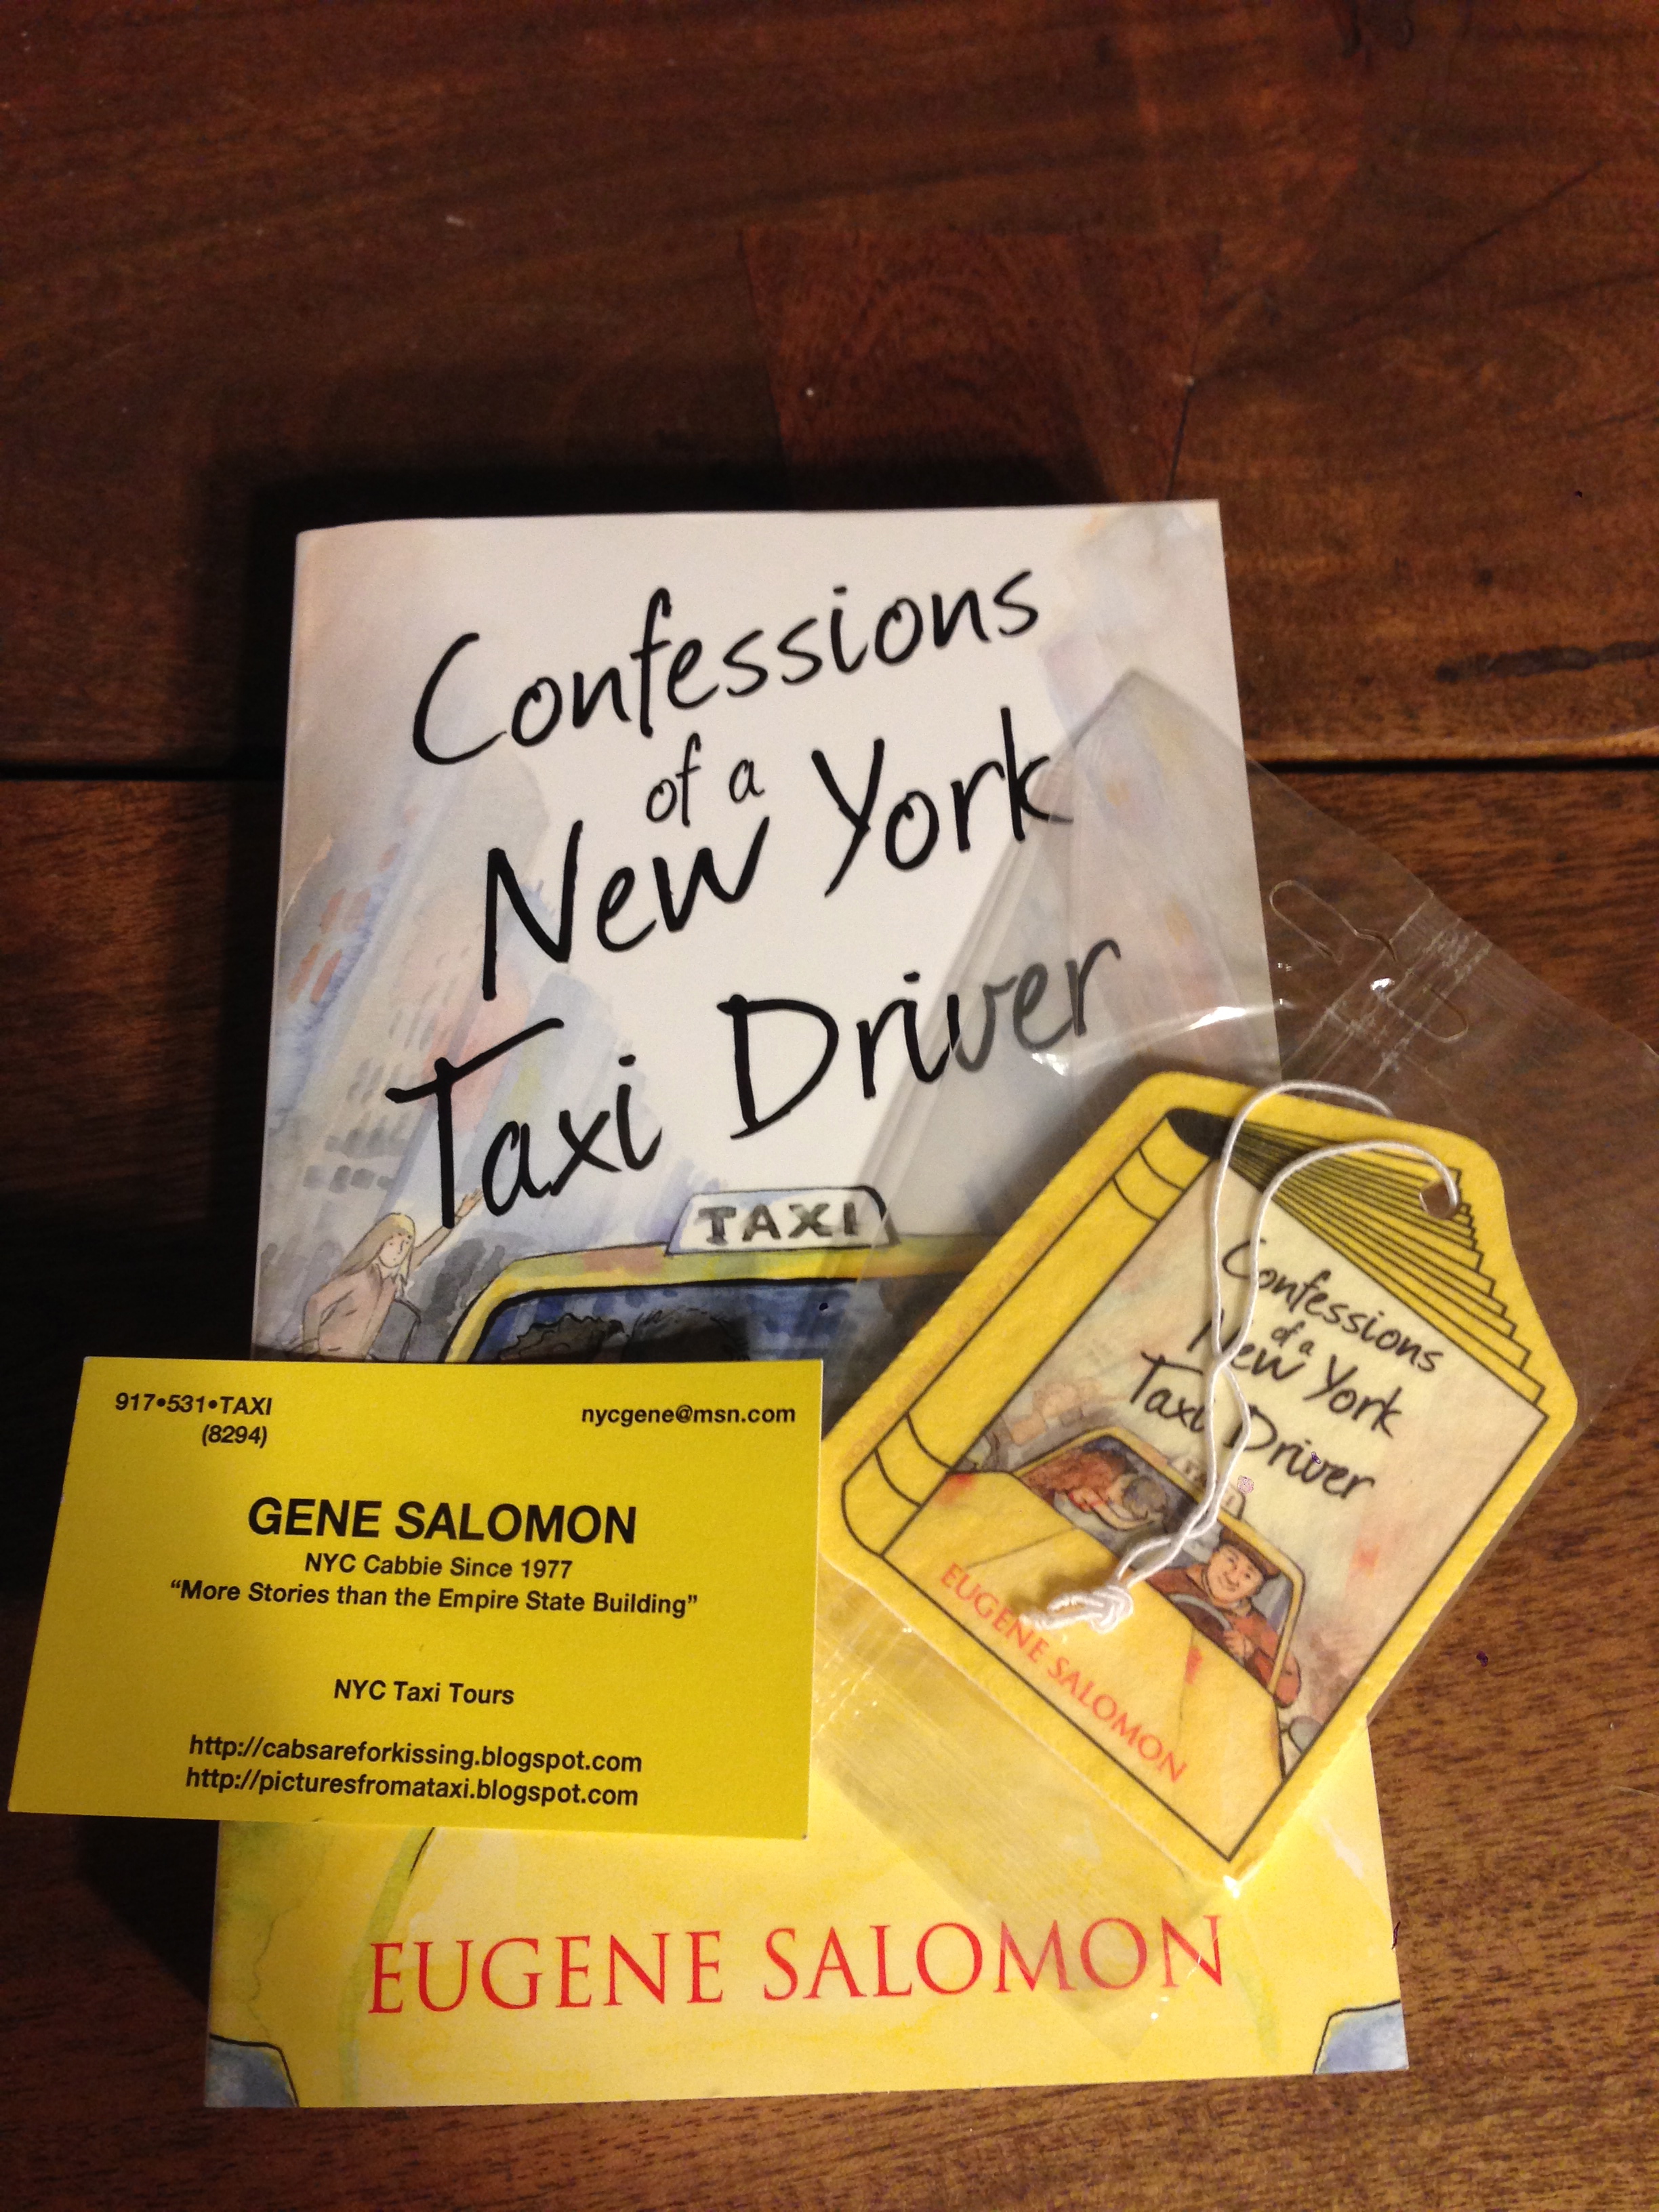 Confessions
of a
New York
Taxi Driver
TAXI
917•531•TAXI
(8294)
nycgene@msn.com
GENE SALOMON
NYC Cabbie Since 1977
“More Stories than the Empire State Building”
NYC Taxi Tours
http://cabsareforkissing.blogspot.com
http://picturesfromataxi.blogspot.com
Confessions
of a
New York
Taxi Driver
EUGENE SALOMON
EUGENE SALOMON